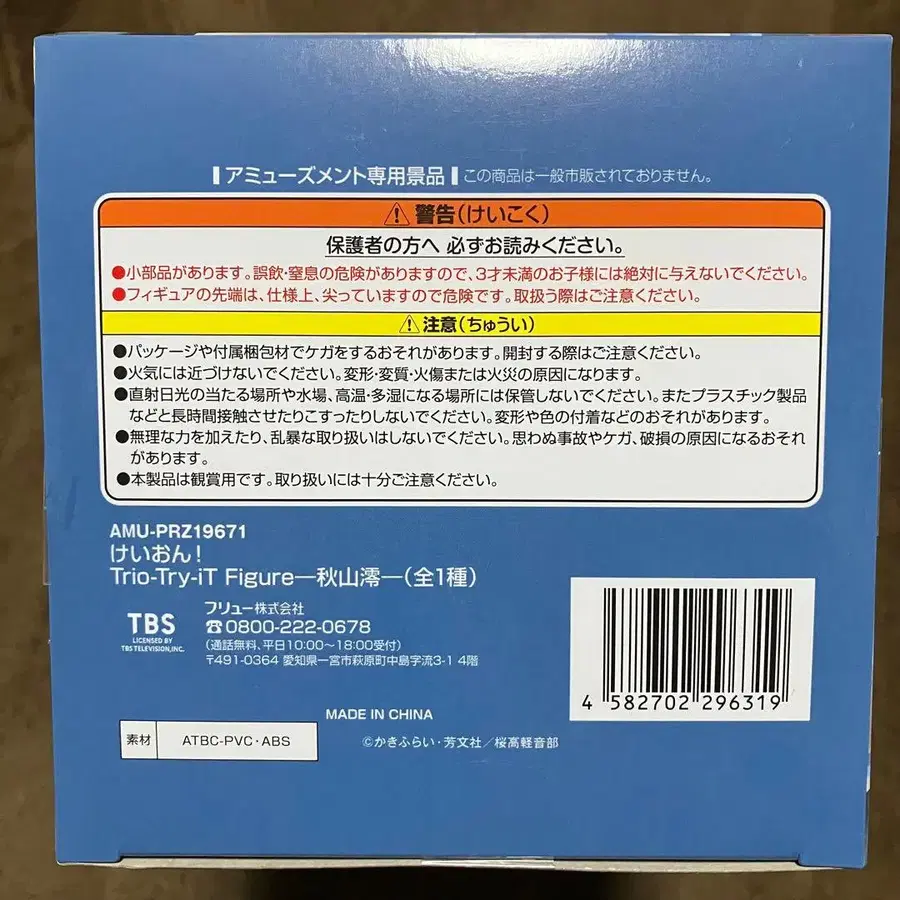 アミューズメント専用景品 この商品は一般市販されておりません。
警告(けいこく)
保護者の方へ 必ずお読みください。
●小部品があります。誤飲・窒息の危険がありますので、3才未満のお子様には絶対に与えないでください。
●フィギュアの先端は、仕様上、尖っていますので危険です。取扱う際はご注意ください。
注意(ちゅうい)
●パッケージや付属梱包材でケガをするおそれがあります。開封する際はご注意ください。
●火気には近づけないでください。変形・変質・火傷または火災の原因になります。
●直射日光の当たる場所や水場、高温・多湿になる場所には保管しないでください。またプラスチック製品
などと長時間接触させたりこすったりしないでください。変形や色の付着などのおそれがあります。
●無理な力を加えたり、乱暴な取り扱いはしないでください。思わぬ事故やケガ、破損の原因になるおそれ
があります。
●本製品は観賞用です。取り扱いには十分ご注意ください。
AMU-PRZ19671
けいおん!
Trio-Try-iT Figure―秋山澪―(全1種)
TBS
LICENSED BY
TBS TELEVISION, INC.
フリュー株式会社
☎0800-222-0678
(通話無料、平日10:00~18:00受付)
〒491-0364 愛知県一宮市萩原町中島字流3-1 4階
4 582702 296319
MADE IN CHINA
素材 ATBC-PVC・ABS
©かきふらい・芳文社/桜高軽音部